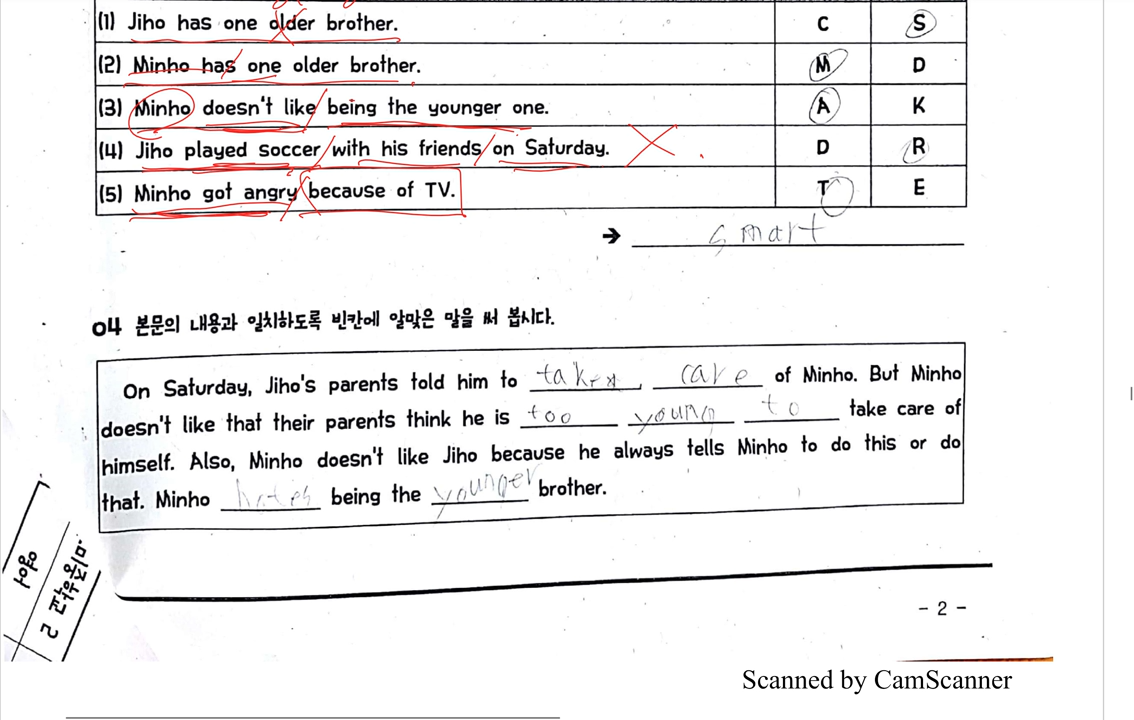 (1) Jiho has one older brother. C S
(2) Minho has one older brother. M D
(3) Minho doesn't like being the younger one. A K
(4) Jiho played soccer with his friends on Saturday. D R
(5) Minho got angry because of TV. T E
→ smart
04 본문의 내용과 일치하도록 빈칸에 알맞은 말을 써 봅시다.
On Saturday, Jiho's parents told him to take, care of Minho. But Minho
doesn't like that their parents think he is too young to take care of
himself. Also, Minho doesn't like Jiho because he always tells Minho to do this or do
that. Minho hates being the younger brother.
- 2 -
Scanned by CamScanner